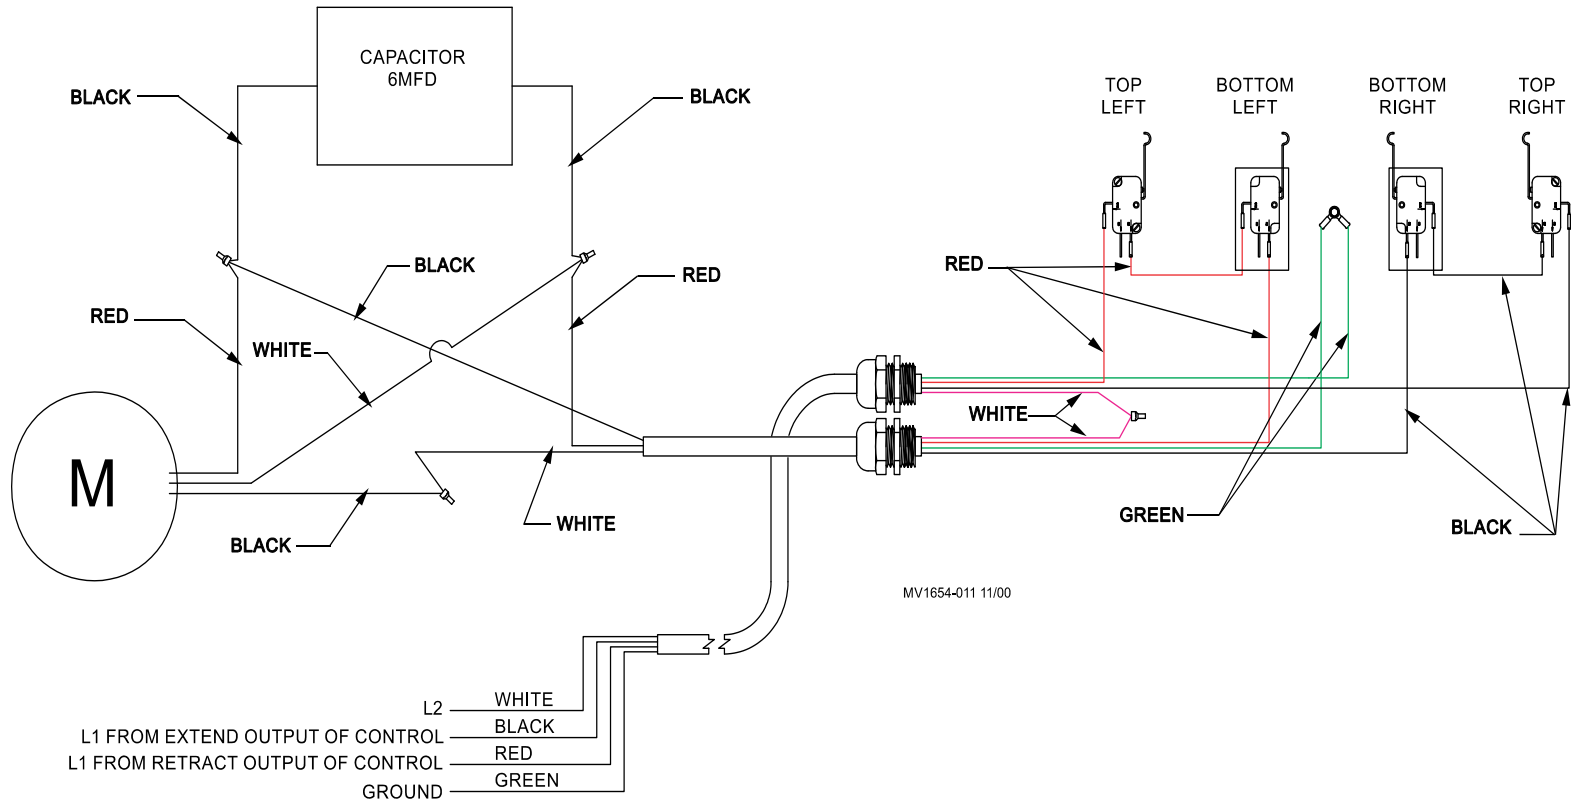 CAPACITOR
6MFD
BLACK
BLACK
TOP
LEFT
BOTTOM
LEFT
BOTTOM
RIGHT
TOP
RIGHT
BLACK
RED
RED
RED
WHITE
WHITE
M
BLACK
WHITE
GREEN
BLACK
MV1654-011 11/00
L2 WHITE
L1 FROM EXTEND OUTPUT OF CONTROL BLACK
L1 FROM RETRACT OUTPUT OF CONTROL RED
GROUND GREEN